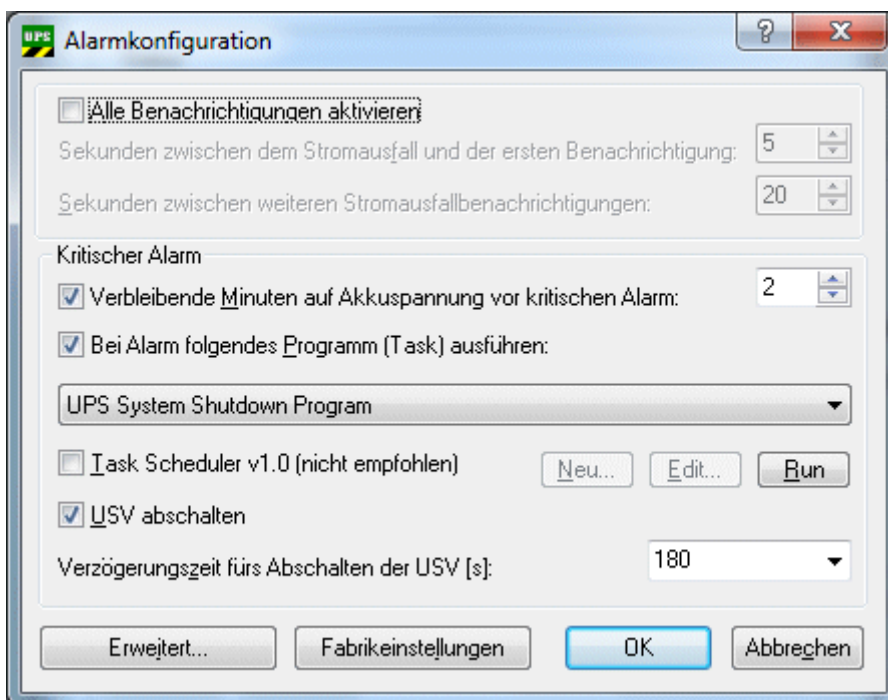 UPS Alarmkonfiguration ?
Alle Benachrichtigungen aktivieren
Sekunden zwischen dem Stromausfall und der ersten Benachrichtigung: 5
Sekunden zwischen weiteren Stromausfallbenachrichtigungen: 20
Kritischer Alarm
Verbleibende Minuten auf Akkuspannung vor kritischen Alarm: 2
Bei Alarm folgendes Programm (Task) ausführen:
UPS System Shutdown Program
Task Scheduler v1.0 (nicht empfohlen) Neu... Edit... Run
USV abschalten
Verzögerungszeit fürs Abschalten der USV [s]: 180
Erweitert... Fabrikeinstellungen OK Abbrechen